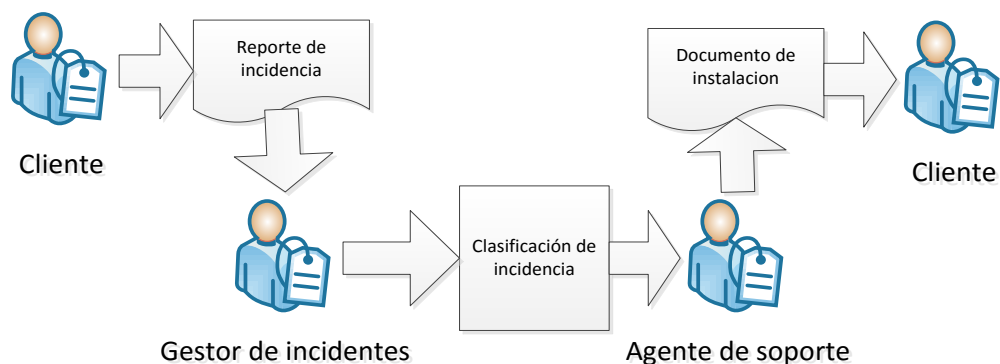 Reporte de
incidencia
Documento de
instalacion
Cliente
Cliente
Clasificación de
incidencia
Gestor de incidentes
Agente de soporte